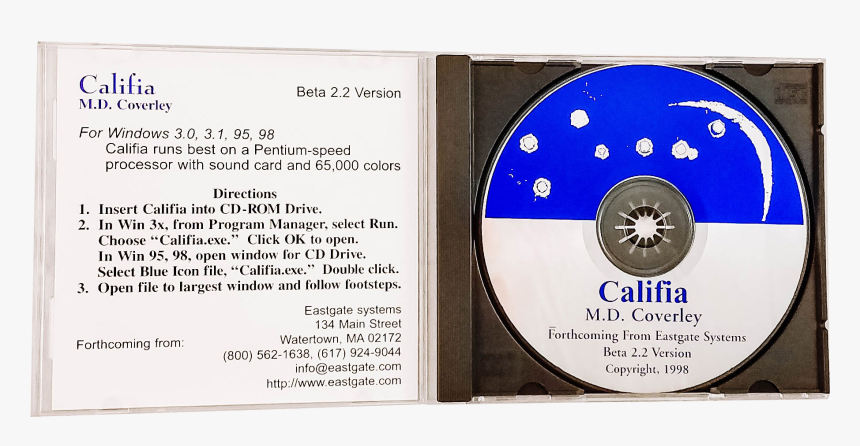 Califia
M.D. Coverley
Beta 2.2 Version
For Windows 3.0, 3.1, 95, 98
Califia runs best on a Pentium-speed
processor with sound card and 65,000 colors
Directions
1. Insert Califia into CD-ROM Drive.
2. In Win 3x, from Program Manager, select Run.
Choose “Califia.exe.” Click OK to open.
In Win 95, 98, open window for CD Drive.
Select Blue Icon file, “Califia.exe.” Double click.
3. Open file to largest window and follow footsteps.
Forthcoming from:
Eastgate systems
134 Main Street
Watertown, MA 02172
(800) 562-1638, (617) 924-9044
info@eastgate.com
http://www.eastgate.com
Califia
M.D. Coverley
Forthcoming From Eastgate Systems
Beta 2.2 Version
Copyright, 1998